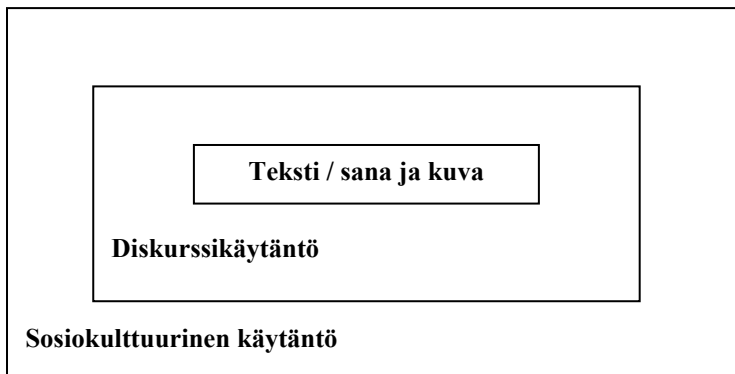 Teksti / sana ja kuva
Diskurssikäytäntö
Sosiokulttuurinen käytäntö